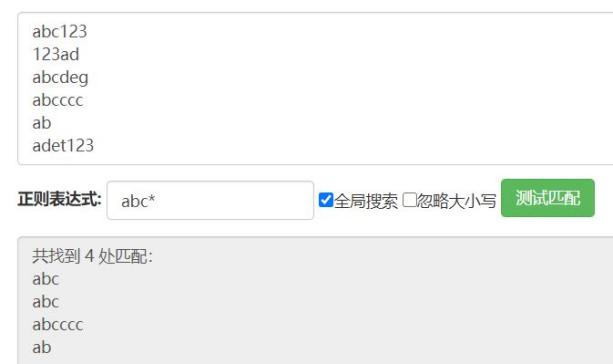 abc123
123ad
abcdeg
abcccc
ab
adet123
正则表达式: abc* 全局搜索 忽略大小写 测试匹配
共找到 4 处匹配：
abc
abc
abcccc
ab